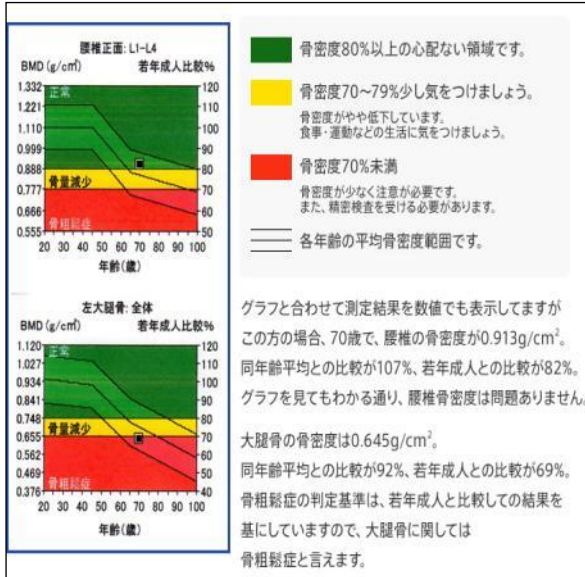 腰椎正面: L1-L4
BMD (g/c㎡) 若年成人比較%
1.332 120
正常
1.221 110
1.110 100
0.999 90
0.888 80
骨量減少
0.777 70
0.666 60
骨粗鬆症
0.555 50
20 30 40 50 60 70 80 90 100
年齢(歳)
左大腿骨: 全体
BMD (g/c㎡) 若年成人比較%
1.120 120
正常
1.027 110
0.934 100
0.841 90
0.748 80
骨量減少
0.655 70
0.562 60
0.469 50
骨粗鬆症
0.376 40
20 30 40 50 60 70 80 90 100
年齢(歳)
骨密度80%以上の心配ない領域です。
骨密度70〜79%少し気をつけましょう。
骨密度がやや低下しています。
食事・運動などの生活に気をつけましょう。
骨密度70%未満
骨密度が少なく注意が必要です。
また、精密検査を受ける必要があります。
各年齢の平均骨密度範囲です。
グラフと合わせて測定結果を数値でも表示してますが
この方の場合、70歳で、腰椎の骨密度が0.913g/cm²。
同年齢平均との比較が107%、若年成人との比較が82%。
グラフを見てもわかる通り、腰椎骨密度は問題ありません。
大腿骨の骨密度は0.645g/cm²。
同年齢平均との比較が92%、若年成人との比較が69%。
骨粗鬆症の判定基準は、若年成人と比較しての結果を
基にしていますので、大腿骨に関しては
骨粗鬆症と言えます。